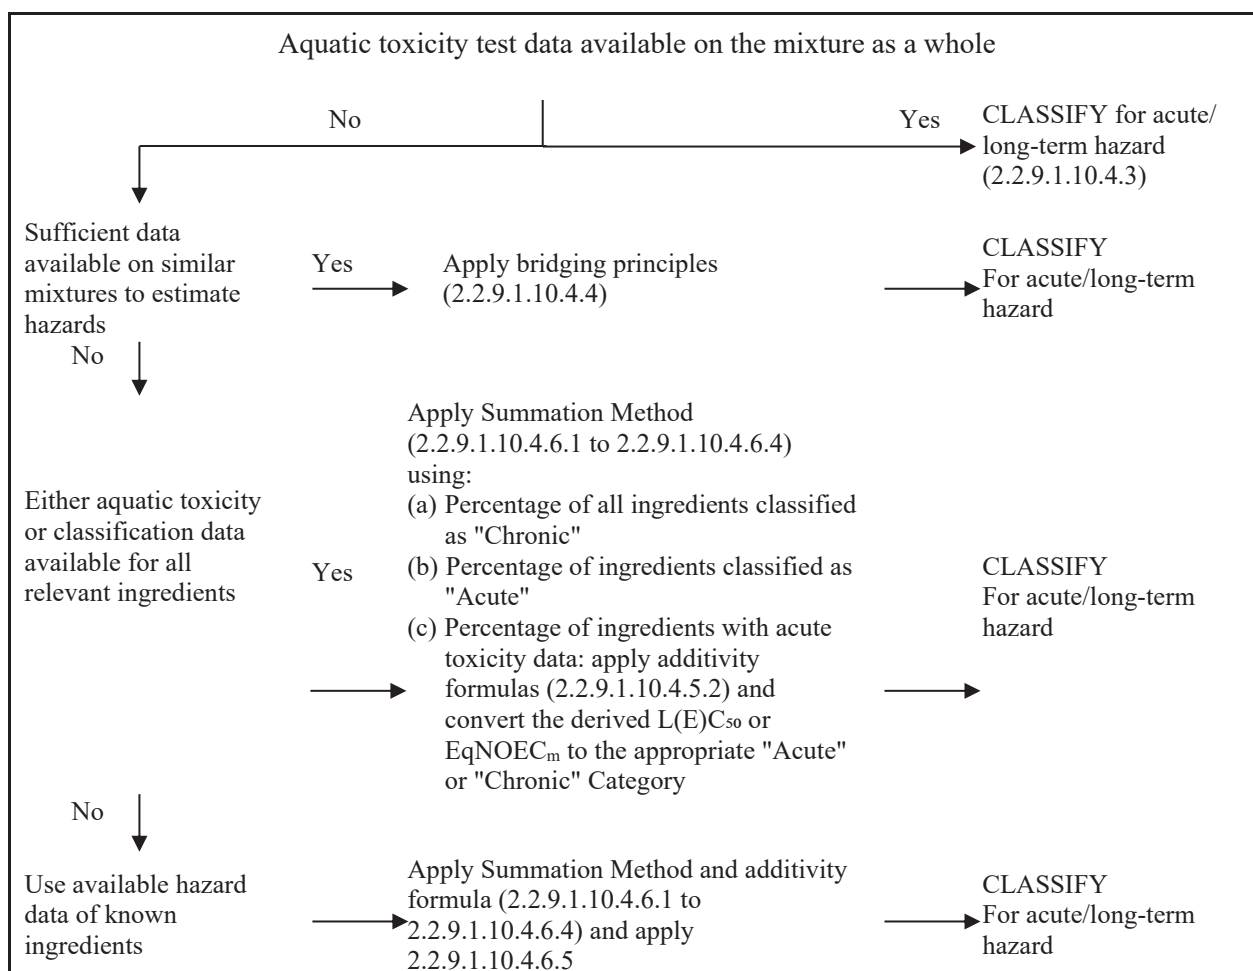 Aquatic toxicity test data available on the mixture as a whole
No
Yes
CLASSIFY for acute/
long-term hazard
(2.2.9.1.10.4.3)
Sufficient data
available on similar
mixtures to estimate
hazards
Yes
Apply bridging principles
(2.2.9.1.10.4.4)
CLASSIFY
For acute/long-term
hazard
No
Either aquatic toxicity
or classification data
available for all
relevant ingredients
Yes
Apply Summation Method
(2.2.9.1.10.4.6.1 to 2.2.9.1.10.4.6.4)
using:
(a) Percentage of all ingredients classified
as "Chronic"
(b) Percentage of ingredients classified as
"Acute"
(c) Percentage of ingredients with acute
toxicity data: apply additivity
formulas (2.2.9.1.10.4.5.2) and
convert the derived L(E)C₅₀ or
EqNOECₘ to the appropriate "Acute"
or "Chronic" Category
CLASSIFY
For acute/long-term
hazard
No
Use available hazard
data of known
ingredients
Apply Summation Method and additivity
formula (2.2.9.1.10.4.6.1 to
2.2.9.1.10.4.6.4) and apply
2.2.9.1.10.4.6.5
CLASSIFY
For acute/long-term
hazard